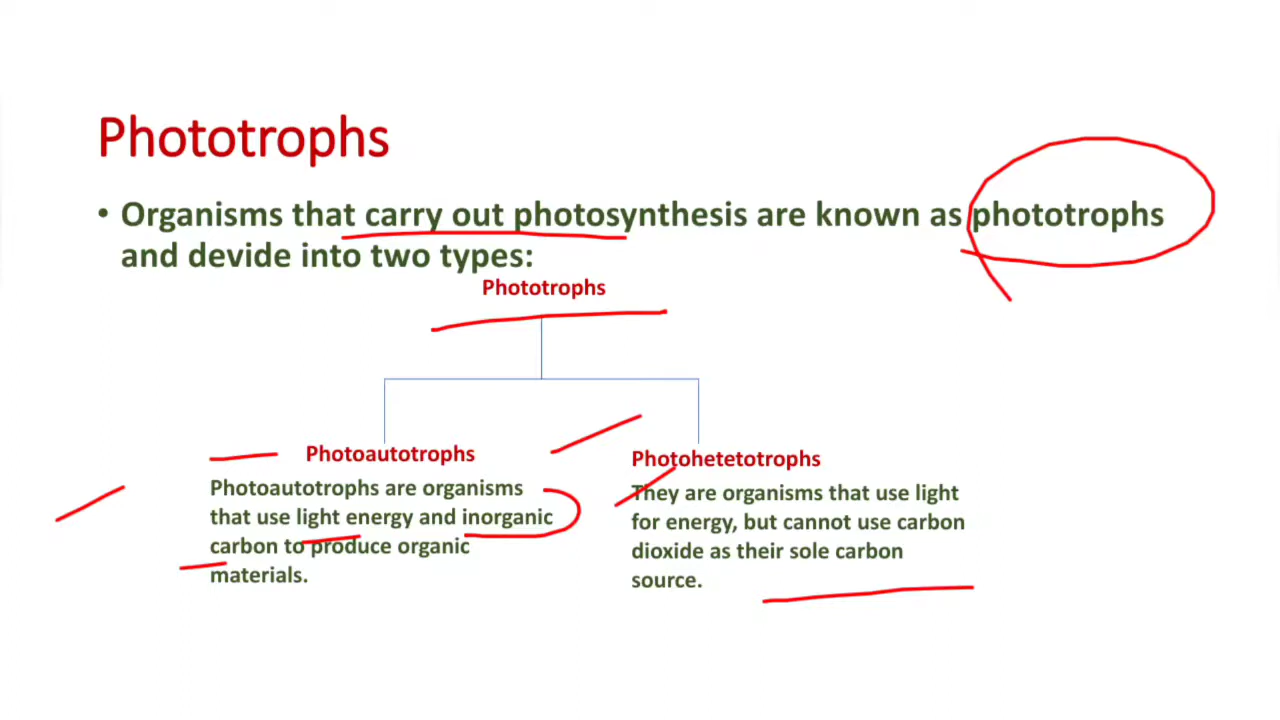 Phototrophs
• Organisms that carry out photosynthesis are known as phototrophs
and devide into two types:
Phototrophs
Photoautotrophs
Photoautotrophs are organisms
that use light energy and inorganic
carbon to produce organic
materials.
Photohetetotrophs
They are organisms that use light
for energy, but cannot use carbon
dioxide as their sole carbon
source.